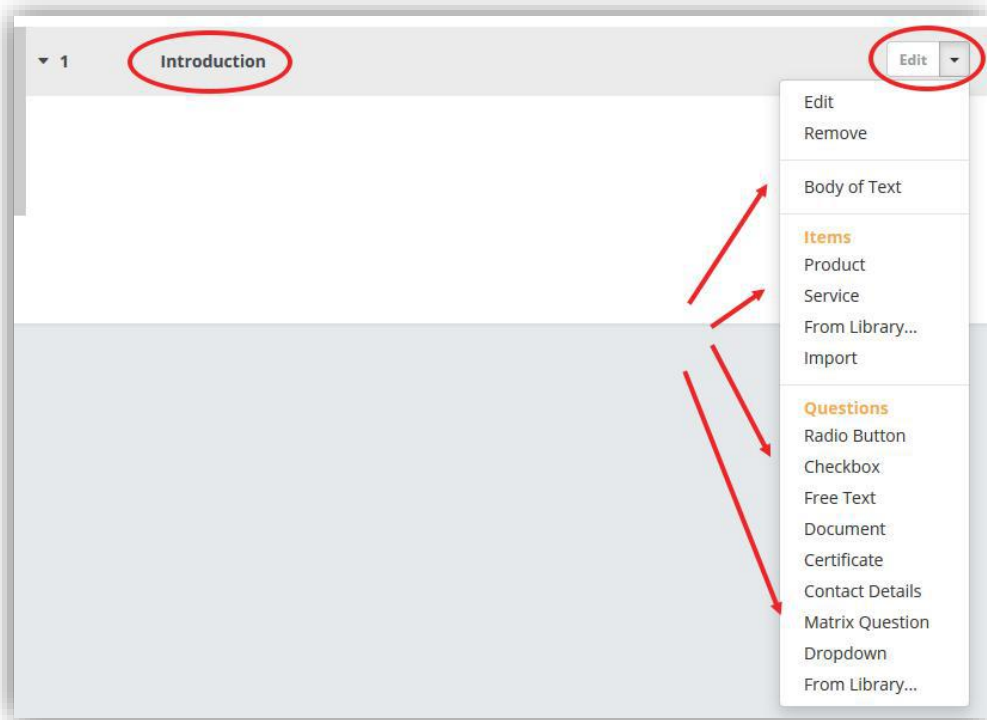 1 Introduction Edit
Edit
Remove
Body of Text
Items
Product
Service
From Library...
Import
Questions
Radio Button
Checkbox
Free Text
Document
Certificate
Contact Details
Matrix Question
Dropdown
From Library...